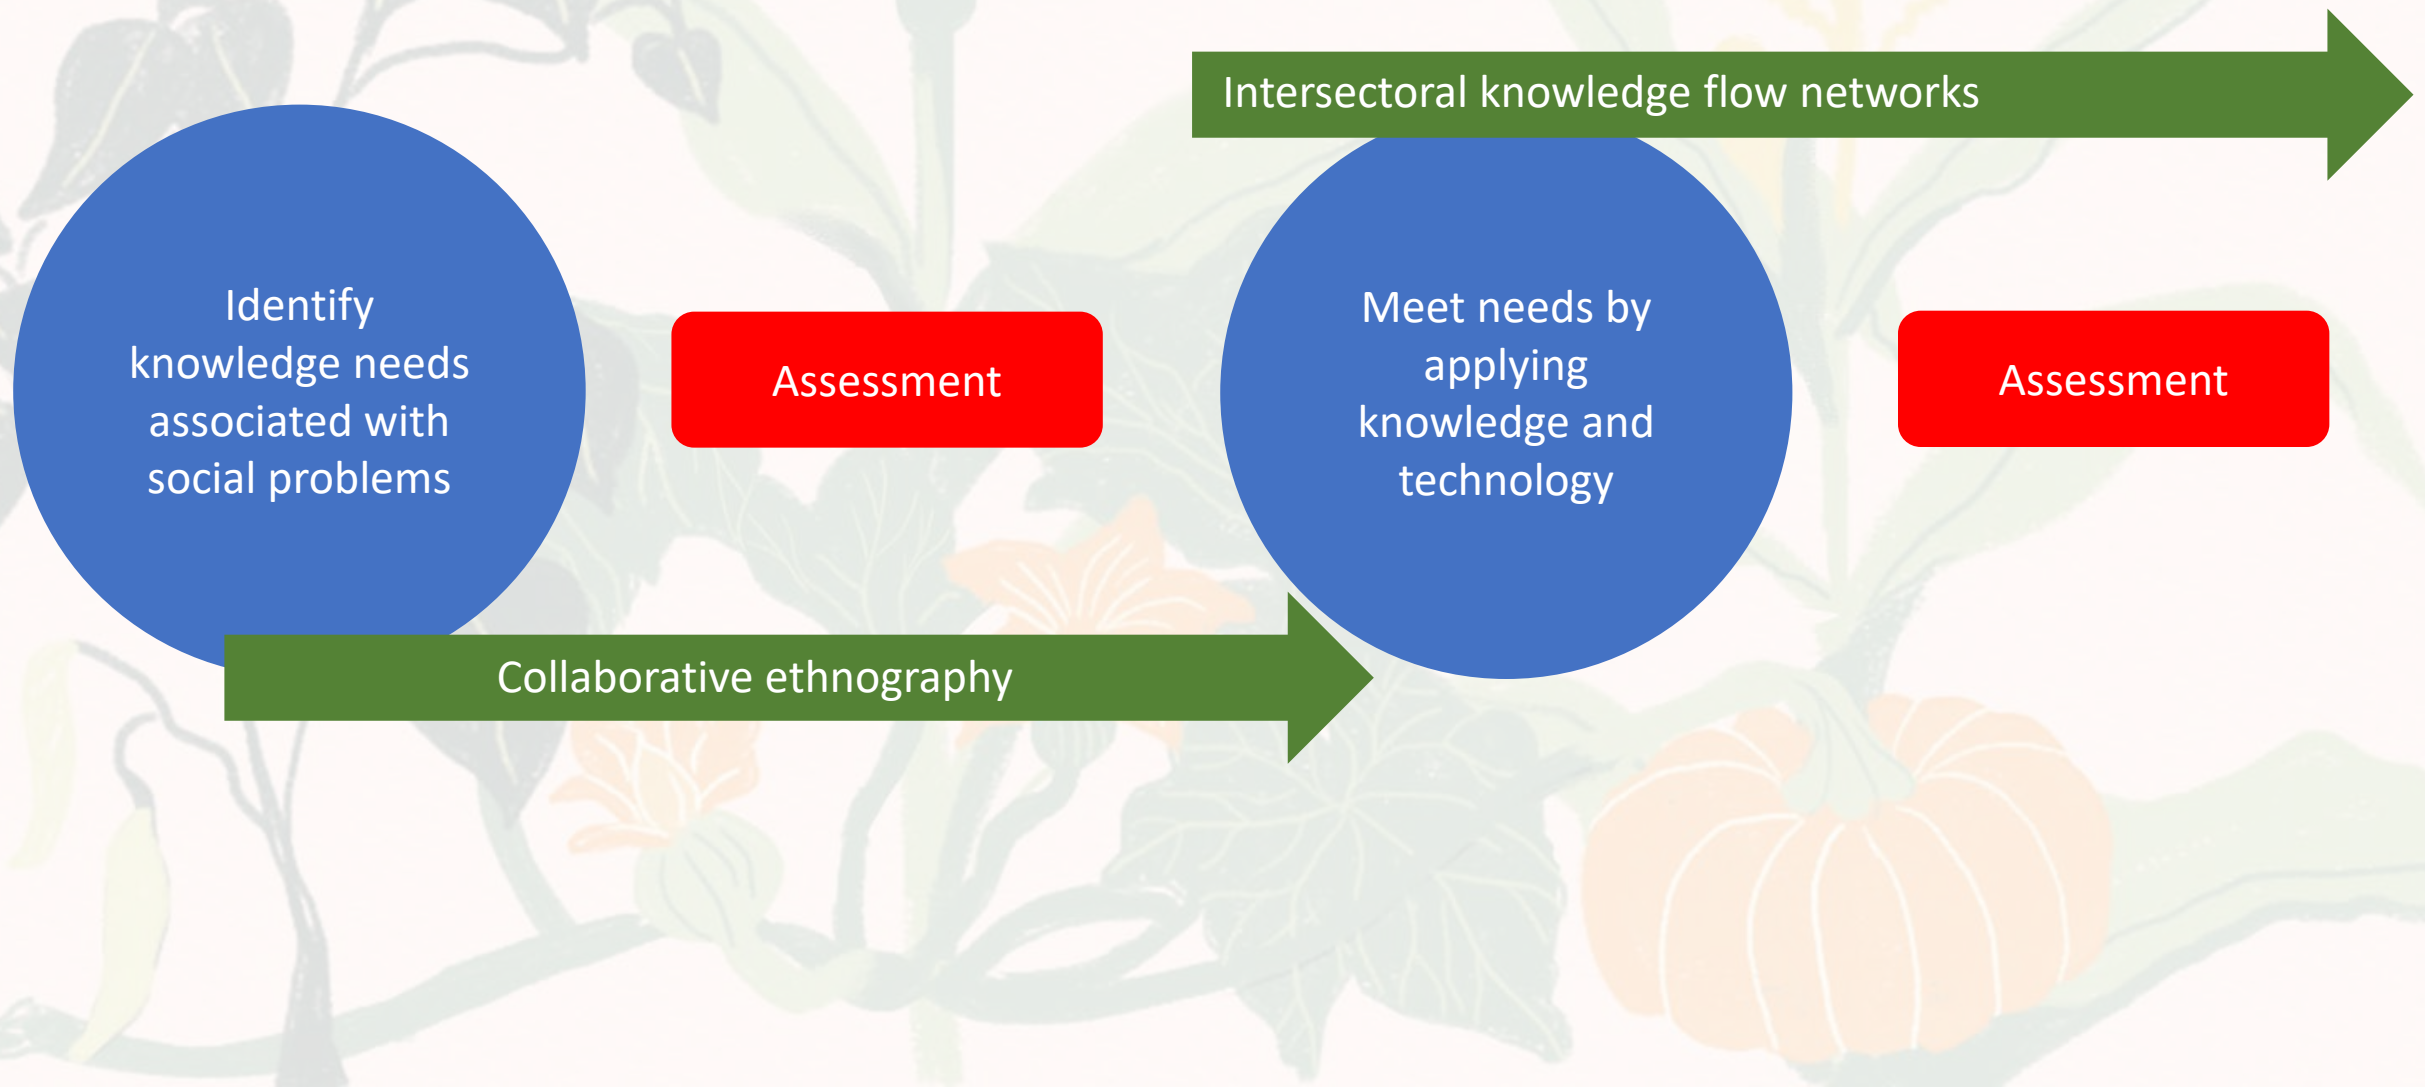 Intersectoral knowledge flow networks
Identify
knowledge needs
associated with
social problems
Assessment
Meet needs by
applying
knowledge and
technology
Assessment
Collaborative ethnography